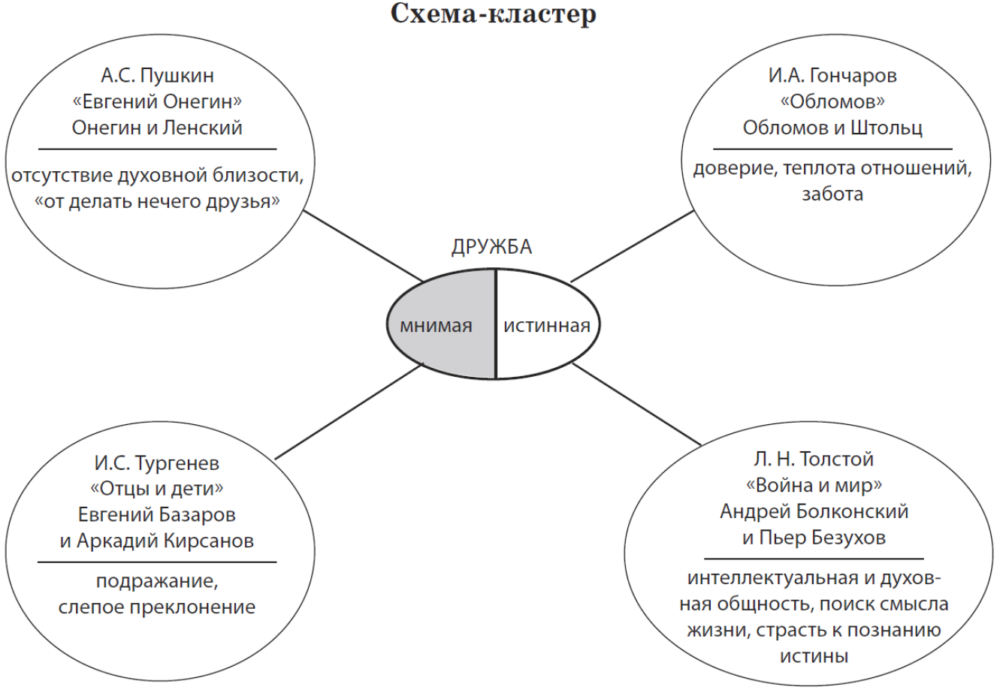 Схема-кластер
А.С. Пушкин
«Евгений Онегин»
Онегин и Ленский
отсутствие духовной близости,
«от делать нечего друзья»
И.А. Гончаров
«Обломов»
Обломов и Штольц
доверие, теплота отношений,
забота
ДРУЖБА
мнимая
истинная
И.С. Тургенев
«Отцы и дети»
Евгений Базаров
и Аркадий Кирсанов
подражание,
слепое преклонение
Л. Н. Толстой
«Война и мир»
Андрей Болконский
и Пьер Безухов
интеллектуальная и духов-
ная общность, поиск смысла
жизни, страсть к познанию
истины